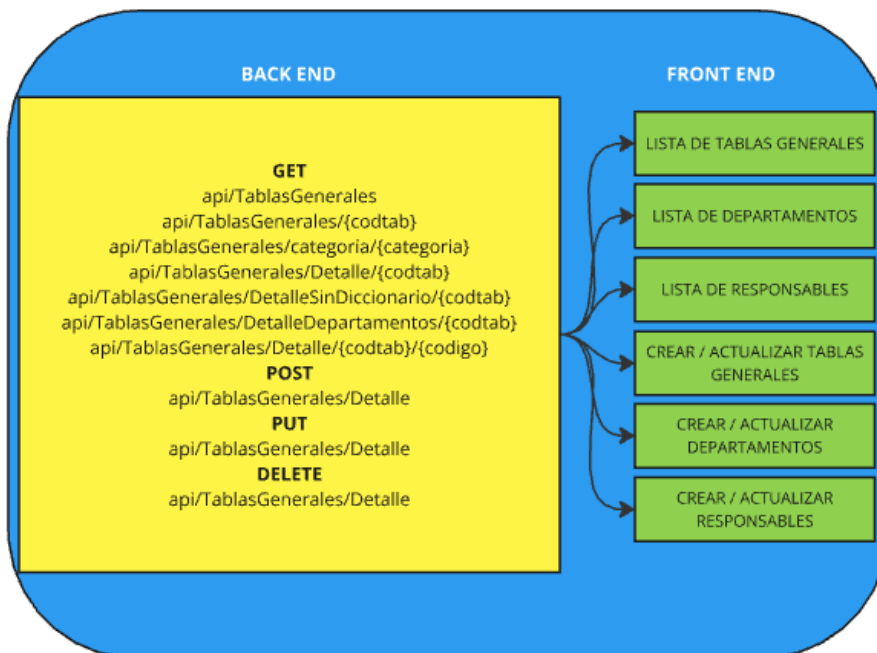 BACK END
FRONT END
GET
api/TablasGenerales
api/TablasGenerales/{codtab}
api/TablasGenerales/categoria/{categoria}
api/TablasGenerales/Detalle/{codtab}
api/TablasGenerales/DetalleSinDiccionario/{codtab}
api/TablasGenerales/DetalleDepartamentos/{codtab}
api/TablasGenerales/Detalle/{codtab}/{codigo}
POST
api/TablasGenerales/Detalle
PUT
api/TablasGenerales/Detalle
DELETE
api/TablasGenerales/Detalle
LISTA DE TABLAS GENERALES
LISTA DE DEPARTAMENTOS
LISTA DE RESPONSABLES
CREAR / ACTUALIZAR TABLAS
GENERALES
CREAR / ACTUALIZAR
DEPARTAMENTOS
CREAR / ACTUALIZAR
RESPONSABLES